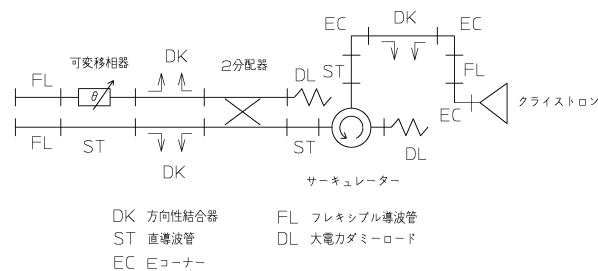 EC
DK
EC
可変移相器
DK
2分配器
FL
θ
DL
ST
FL
クライストロン
EC
FL
ST
ST
DL
DK
サーキュレーター
DK 方向性結合器
FL フレキシブル導波管
ST 直導波管
DL 大電力ダミーロード
EC Eコーナー